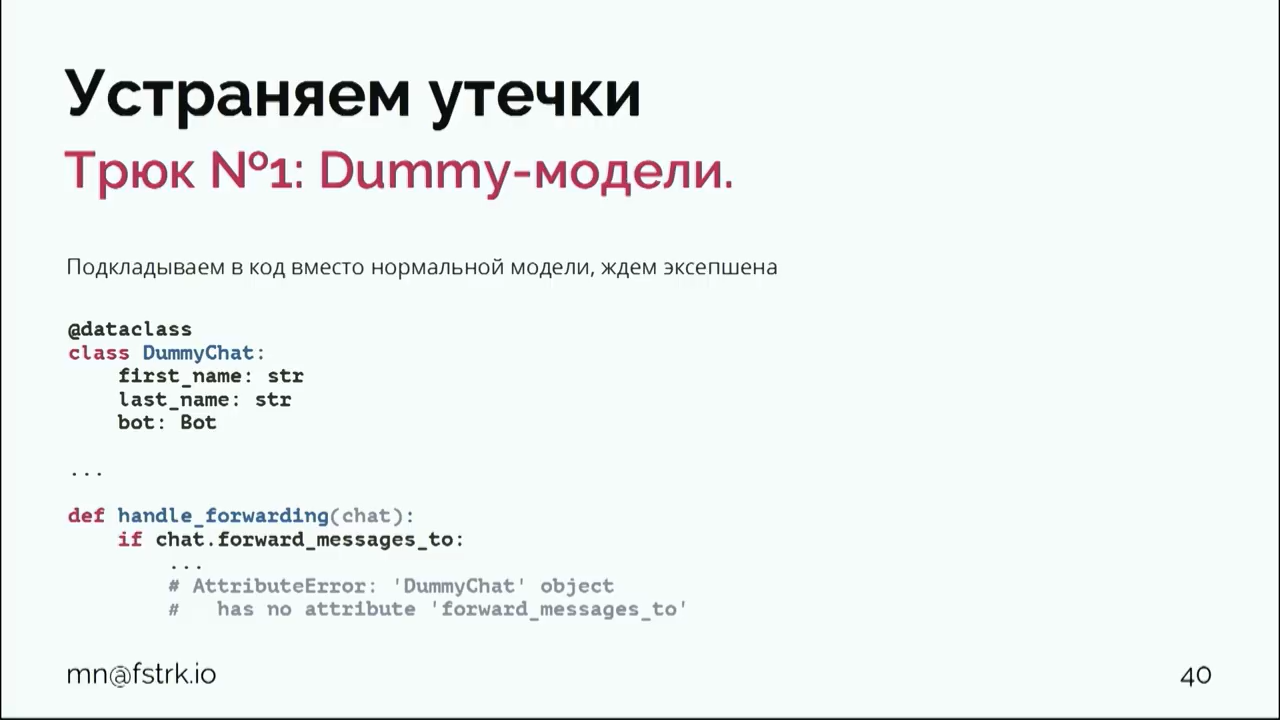 Устраняем утечки
Трюк №1: Dummy-модели.
Подкладываем в код вместо нормальной модели, ждем эксепшена
@dataclass
class DummyChat:
    first_name: str
    last_name: str
    bot: Bot
...
def handle_forwarding(chat):
    if chat.forward_messages_to:
        ...
        # AttributeError: 'DummyChat' object
        #   has no attribute 'forward_messages_to'
mn@fstrk.io
40